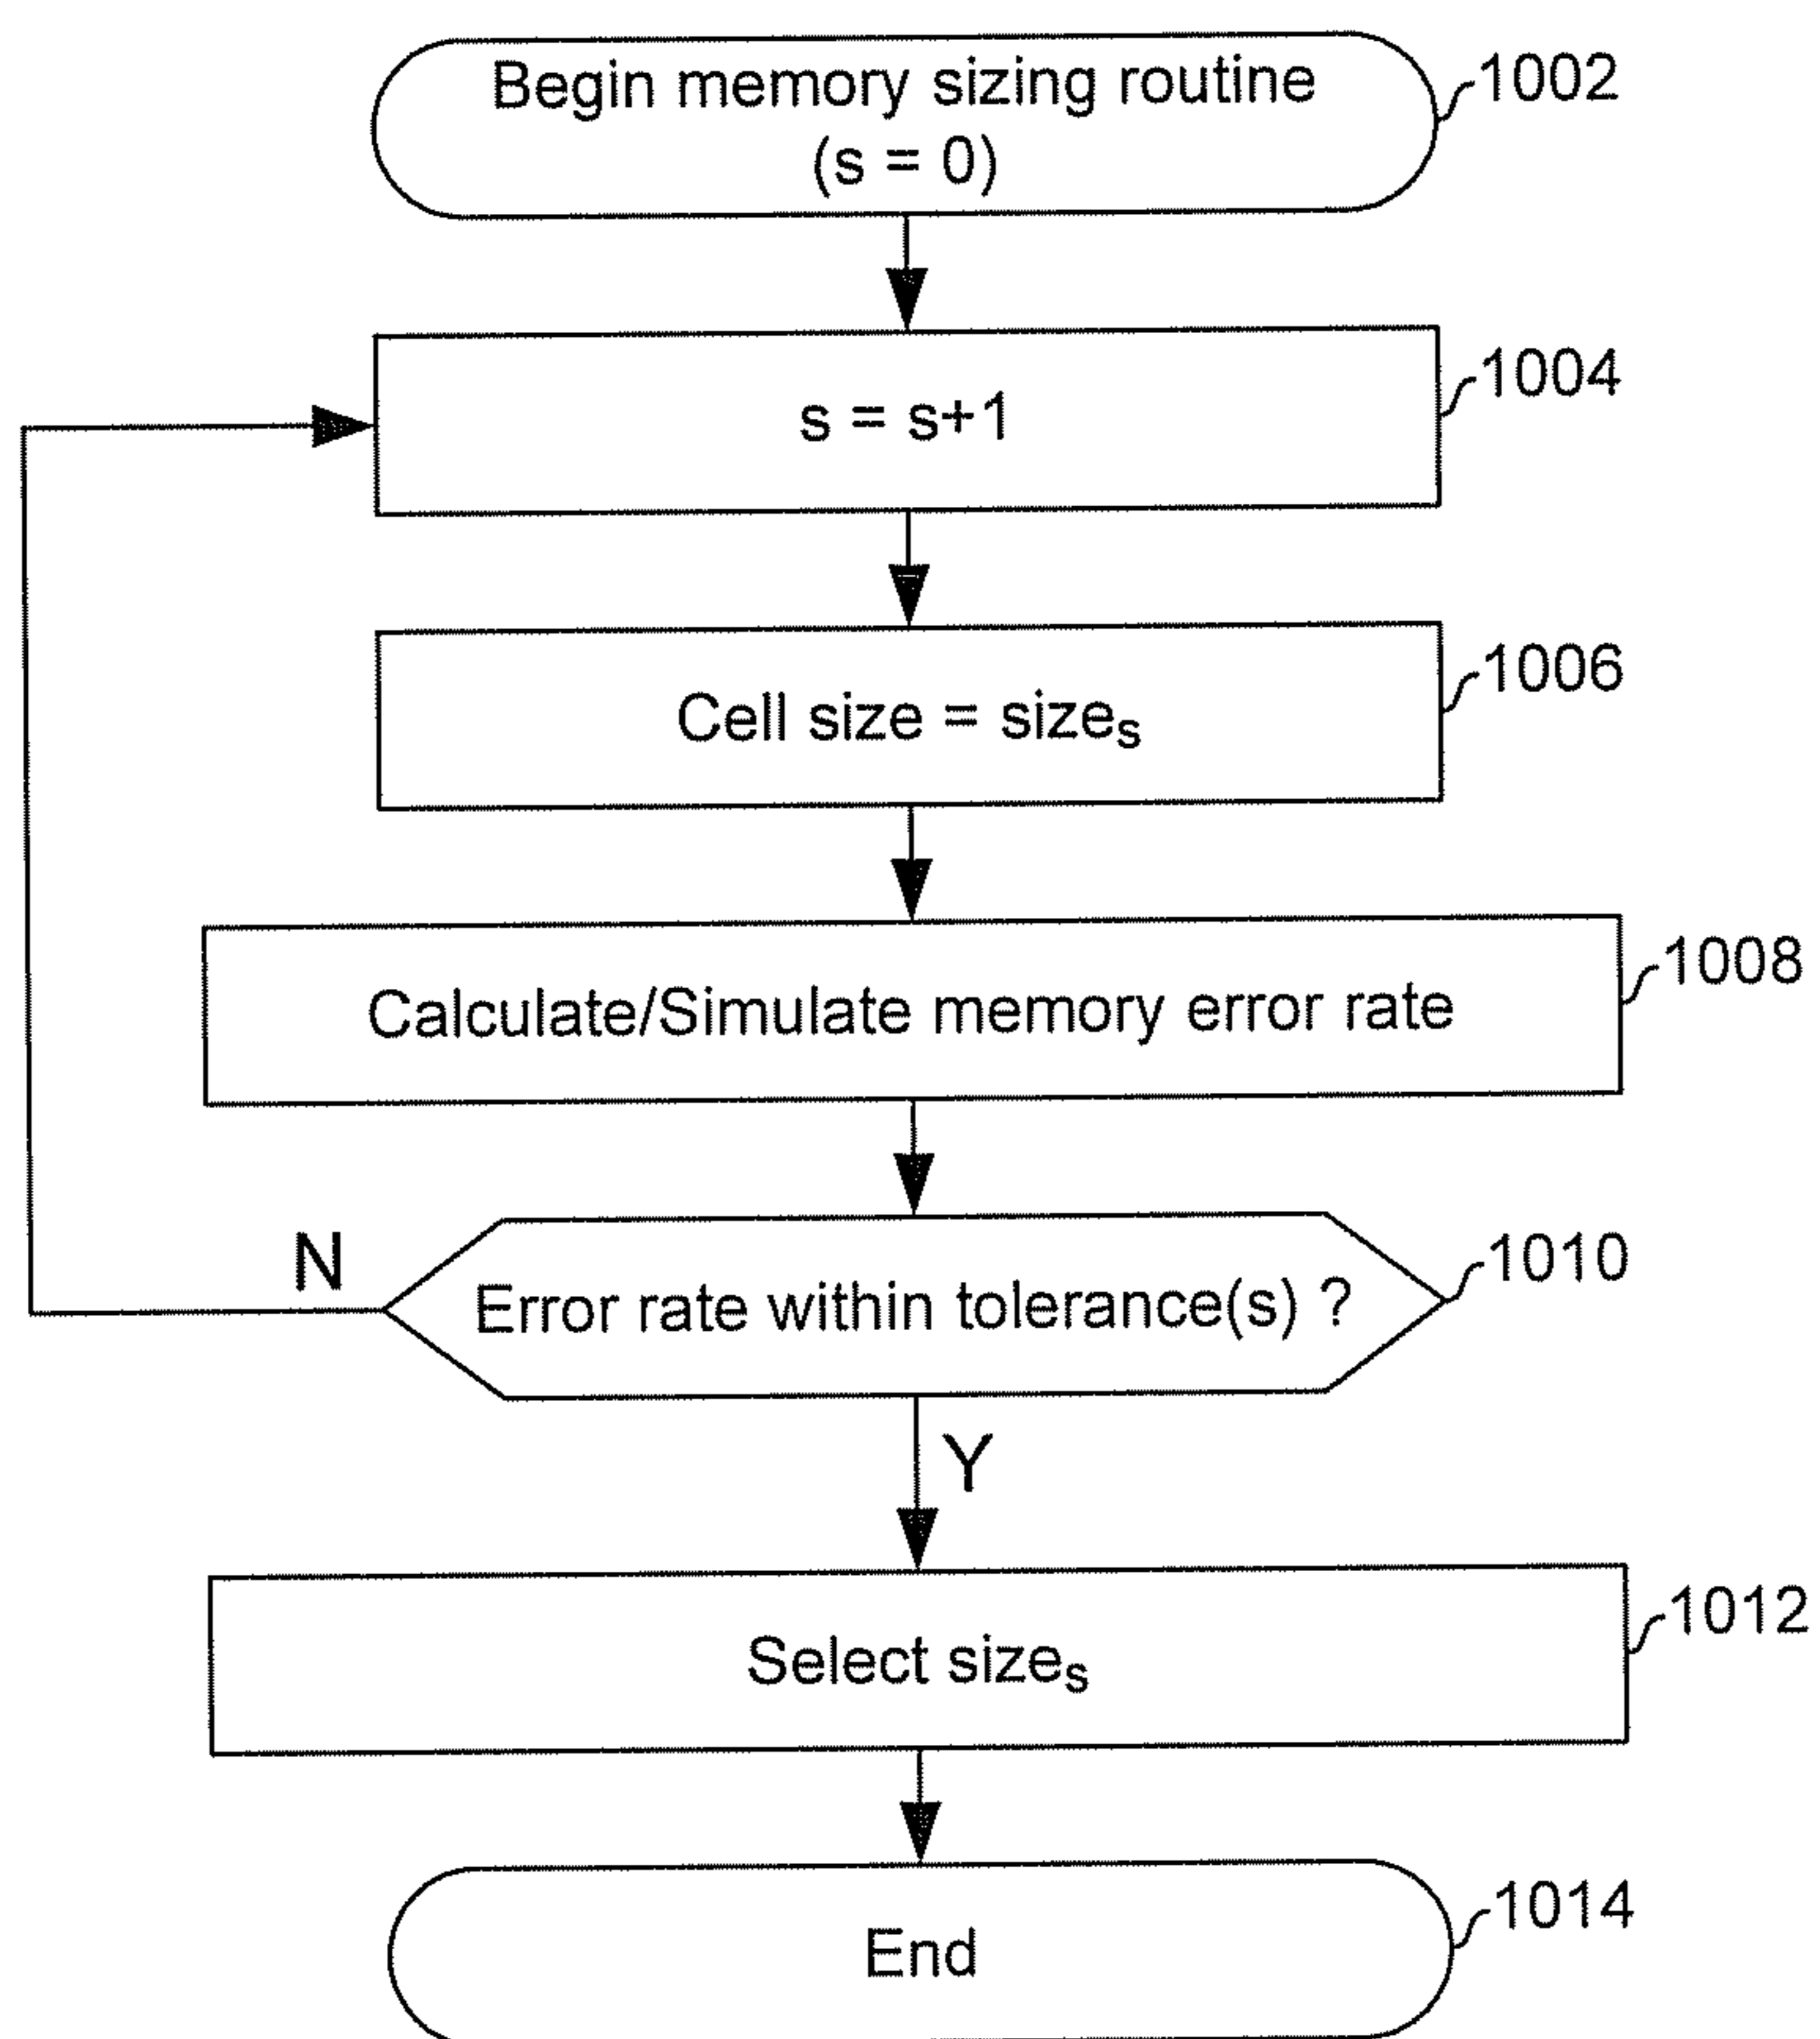 Begin memory sizing routine
(s = 0)
1002
s = s+1
1004
Cell size = sizeₛ
1006
Calculate/Simulate memory error rate
1008
N
Error rate within tolerance(s) ?
1010
Y
Select sizeₛ
1012
End
1014